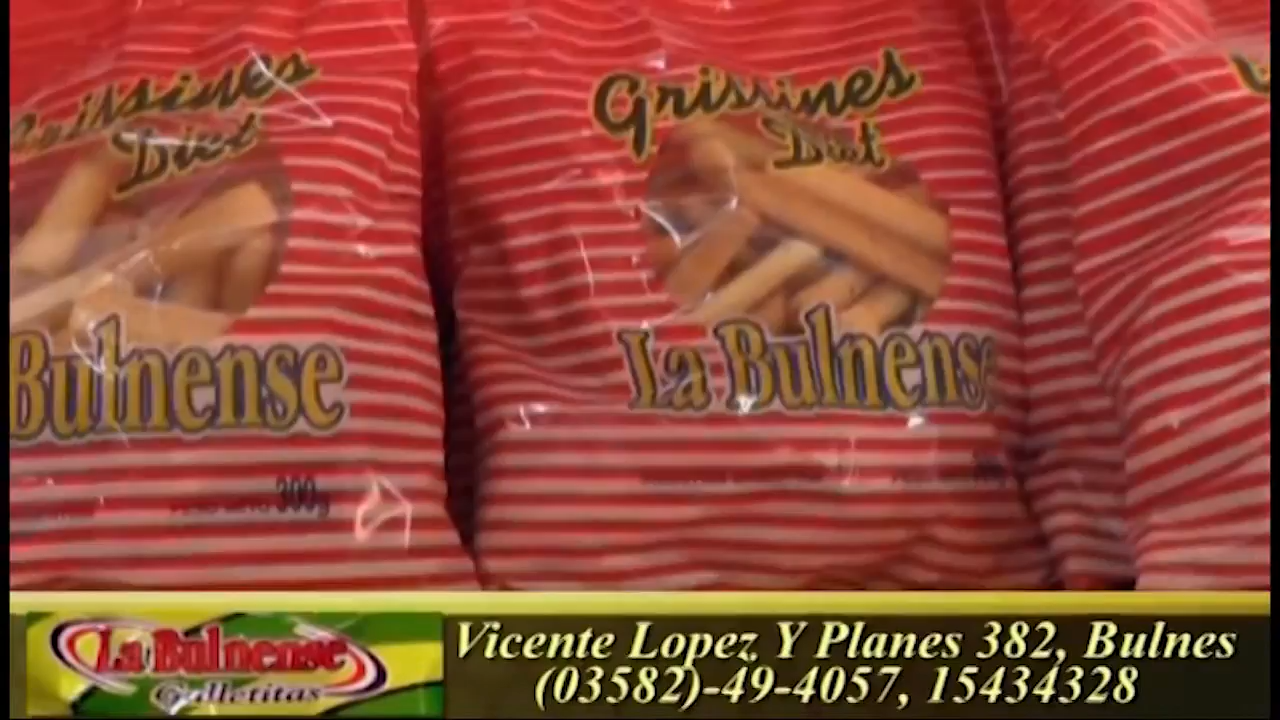 Grissines
Diet
Bulnense
300g
Grissines
Diet
La Bulnens
La Bulnense
Galletitas
Vicente Lopez Y Planes 382, Bulnes
(03582)-49-4057, 15434328